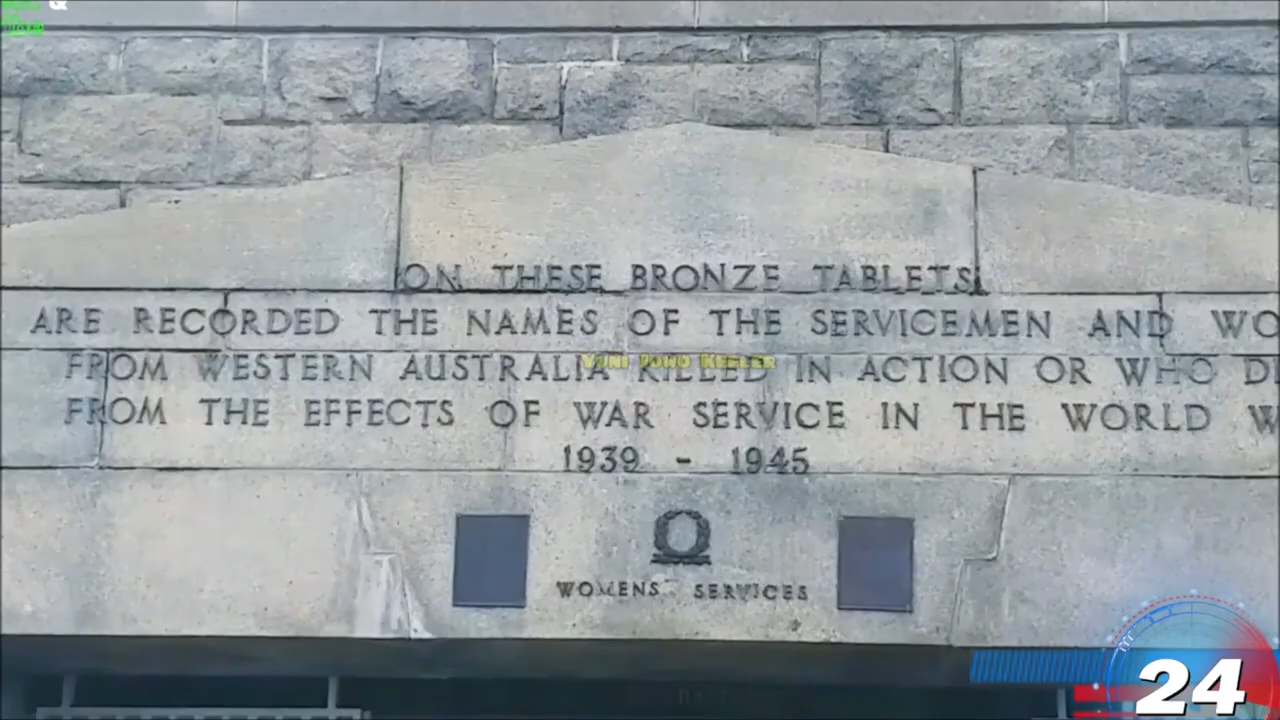 ON THESE BRONZE TABLETS
ARE RECORDED THE NAMES OF THE SERVICEMEN AND WO
FROM WESTERN AUSTRALIA KILLED IN ACTION OR WHO D
FROM THE EFFECTS OF WAR SERVICE IN THE WORLD W
1939 - 1945
WOMENS' SERVICES
24